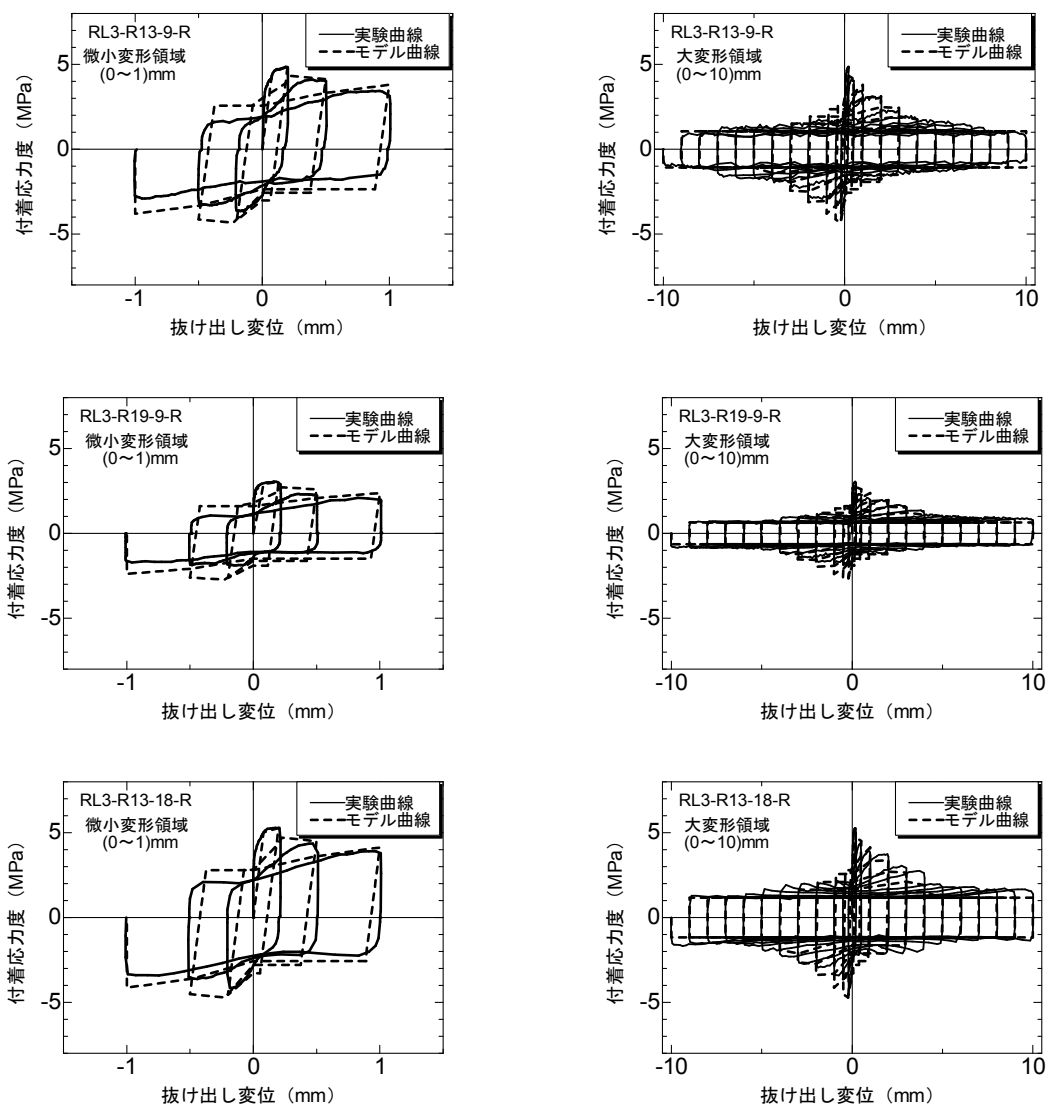 RL3-R13-9-R
微小変形領域
(0～1)mm
実験曲線
モデル曲線
5
0
-5
付着応力度（MPa）
-1
0
1
抜け出し変位（mm）
RL3-R13-9-R
大変形領域
(0～10)mm
実験曲線
モデル曲線
5
0
-5
付着応力度（MPa）
-10
0
10
抜け出し変位（mm）
RL3-R19-9-R
微小変形領域
(0～1)mm
実験曲線
モデル曲線
5
0
-5
付着応力度（MPa）
-1
0
1
抜け出し変位（mm）
RL3-R19-9-R
大変形領域
(0～10)mm
実験曲線
モデル曲線
5
0
-5
付着応力度（MPa）
-10
0
10
抜け出し変位（mm）
RL3-R13-18-R
微小変形領域
(0～1)mm
実験曲線
モデル曲線
5
0
-5
付着応力度（MPa）
-1
0
1
抜け出し変位（mm）
RL3-R13-18-R
大変形領域
(0～10)mm
実験曲線
モデル曲線
5
0
-5
付着応力度（MPa）
-10
0
10
抜け出し変位（mm）